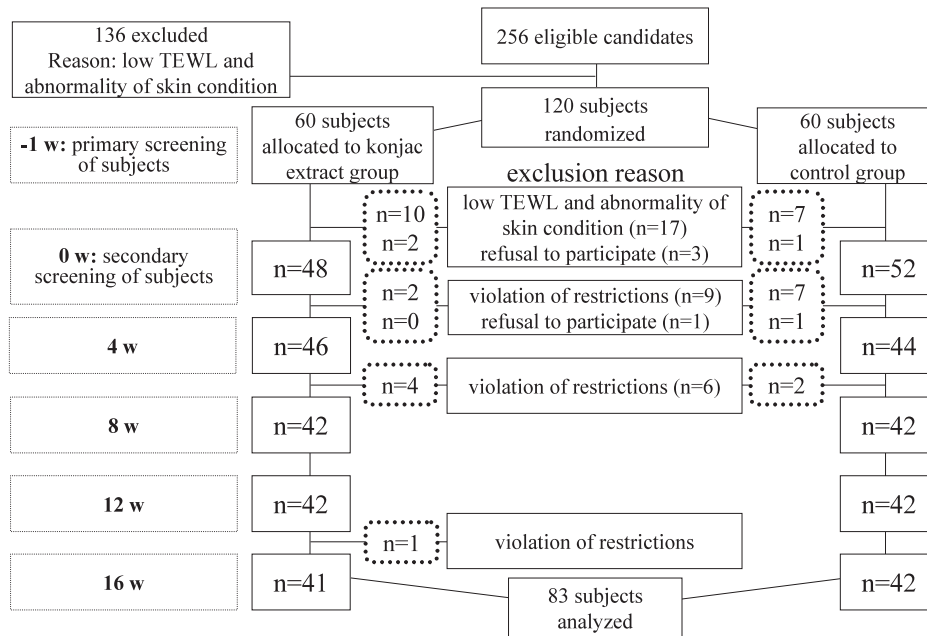 136 excluded
Reason: low TEWL and
abnormality of skin condition
256 eligible candidates
120 subjects
randomized
-1 w: primary screening
of subjects
60 subjects
allocated to konjac
extract group
60 subjects
allocated to
control group
exclusion reason
n=10
n=2
low TEWL and abnormality of
skin condition (n=17)
refusal to participate (n=3)
n=7
n=1
0 w: secondary
screening of subjects
n=48
n=52
n=2
n=0
violation of restrictions (n=9)
refusal to participate (n=1)
n=7
n=1
4 w
n=46
n=44
n=4
violation of restrictions (n=6)
n=2
8 w
n=42
n=42
12 w
n=42
n=42
n=1
violation of restrictions
16 w
n=41
n=42
83 subjects
analyzed